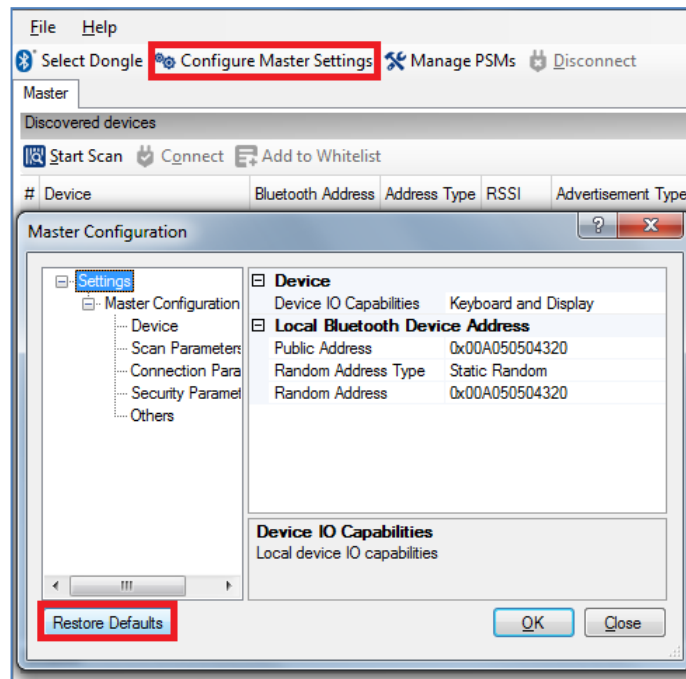 File Help
Select Dongle Configure Master Settings Manage PSMs Disconnect
Master
Discovered devices
Start Scan Connect Add to Whitelist
# Device Bluetooth Address Address Type RSSI Advertisement Type
Master Configuration
Settings
Master Configuration
Device
Scan Parameters
Connection Para
Security Paramet
Others
Device
Device IO Capabilities Keyboard and Display
Local Bluetooth Device Address
Public Address 0x00A050504320
Random Address Type Static Random
Random Address 0x00A050504320
Device IO Capabilities
Local device IO capabilities
Restore Defaults OK Close